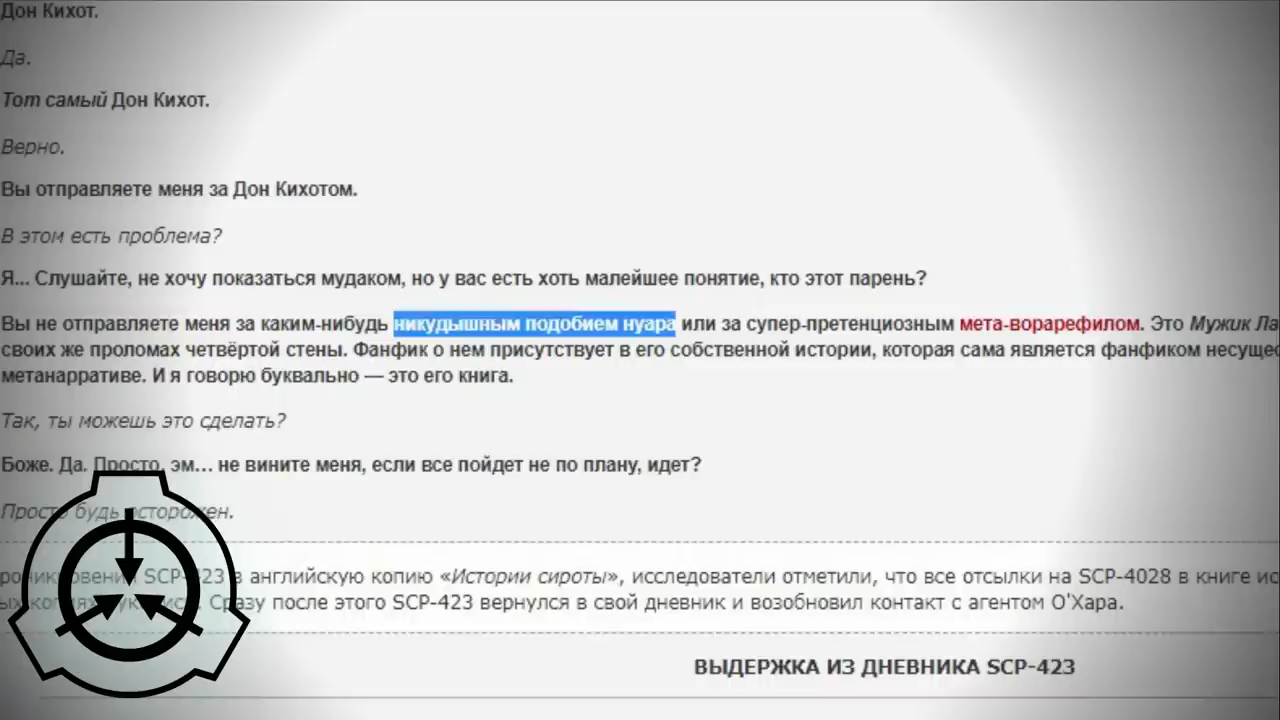 Дон Кихот.
Да.
Тот самый Дон Кихот.
Верно.
Вы отправляете меня за Дон Кихотом.
В этом есть проблема?
Я... Слушайте, не хочу показаться мудаком, но у вас есть хоть малейшее понятие, кто этот парень?
Вы не отправляете меня за каким-нибудь никудышным подобием нуара или за супер-претенциозным мета-ворарефилом. Это Мужик Ла
своих же проломах четвёртой стены. Фанфик о нем присутствует в его собственной истории, которая сама является фанфиком несущес
метанарративе. И я говорю буквально — это его книга.
Так, ты можешь это сделать?
Боже. Да. Просто, эм... не вините меня, если все пойдет не по плану, идет?
Просто будь осторожен.
роникновения SCP-423 в английскую копию «Истории сироты», исследователи отметили, что все отсылки на SCP-4028 в книге ис
Сразу после этого SCP-423 вернулся в свой дневник и возобновил контакт с агентом О'Хара.
ВЫДЕРЖКА ИЗ ДНЕВНИКА SCP-423